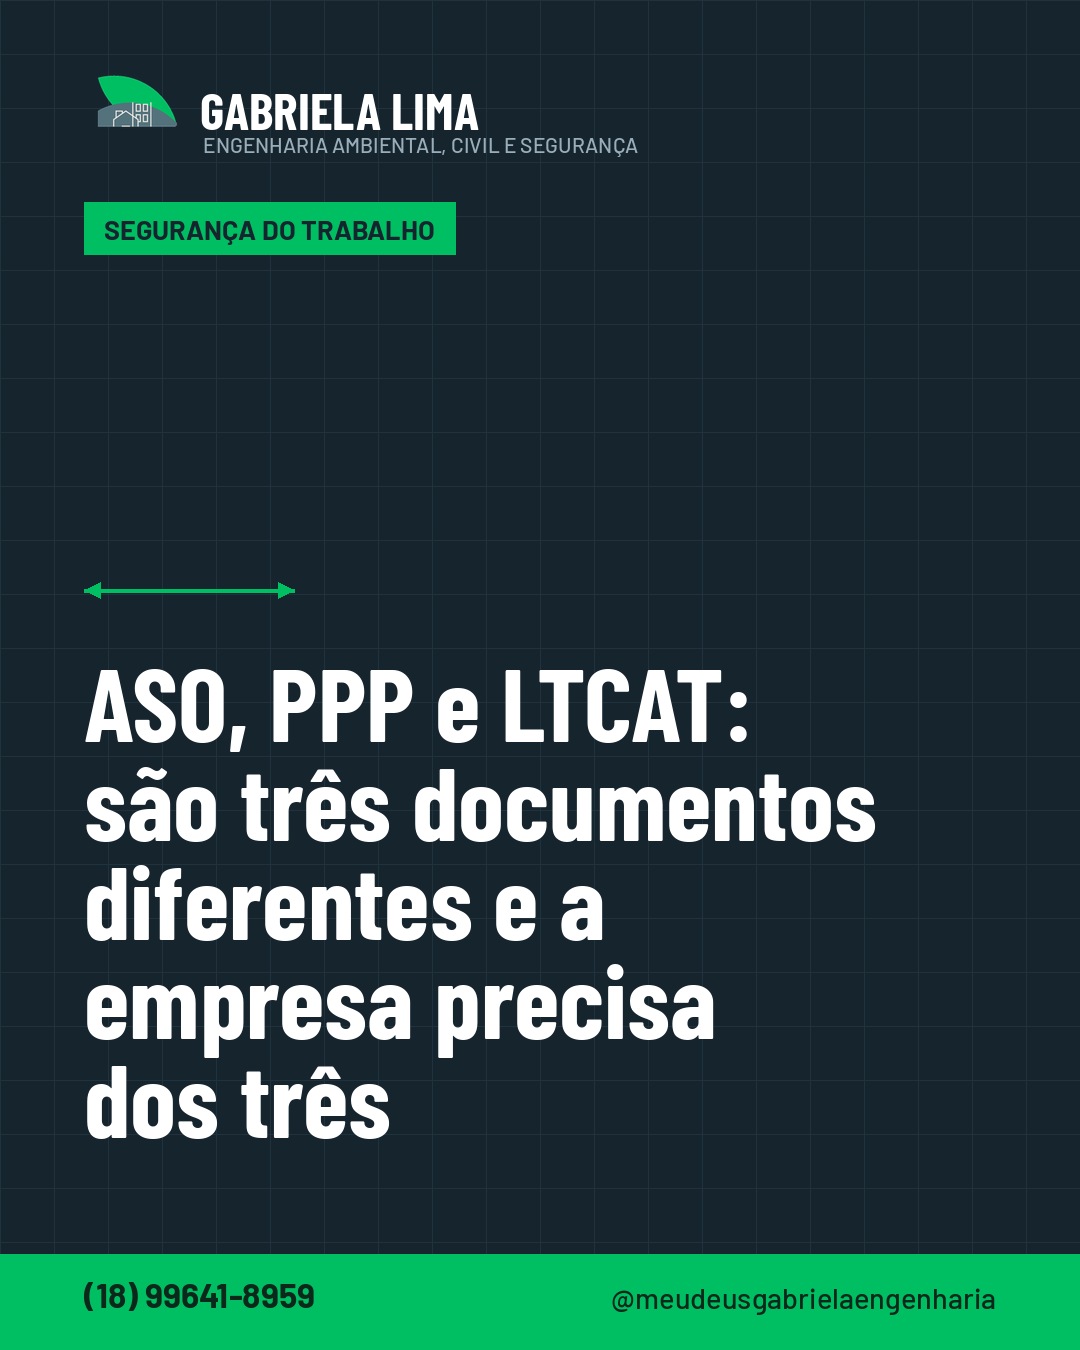 GABRIELA LIMA
ENGENHARIA AMBIENTAL, CIVIL E SEGURANÇA
SEGURANÇA DO TRABALHO
ASO, PPP e LTCAT:
são três documentos
diferentes e a
empresa precisa
dos três
(18) 99641-8959
@meudeusgabrielaengenharia